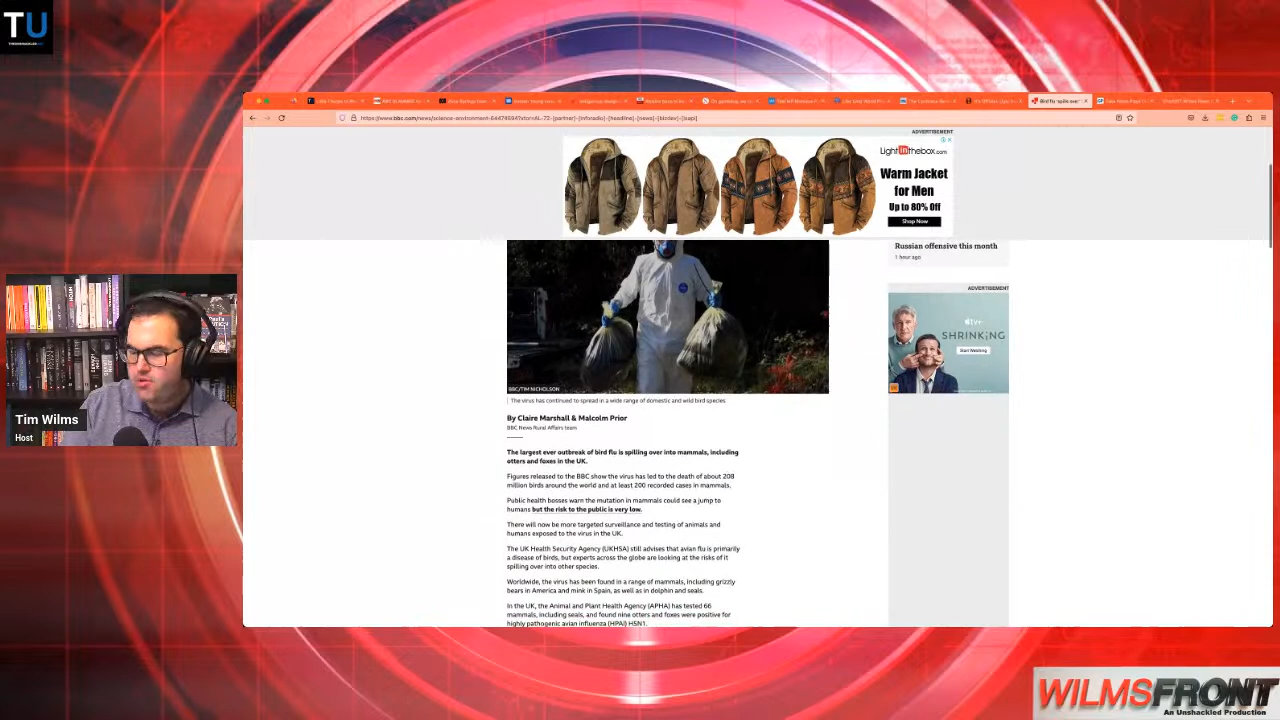 TU
https://www.bbc.com/news/science-environment-64474594?xtor=AL-72-[partner]-[inforadio]-[headline]-[news]-[bizdev]-[isapi]
ADVERTISEMENT
LightInthebox.com
Warm Jacket
for Men
Up to 80% Off
Shop Now
Russian offensive this month
1 hour ago
ADVERTISEMENT
tv+
SHRINKING
Start Watching
BBC/TIM NICHOLSON
The virus has continued to spread in a wide range of domestic and wild bird species
By Claire Marshall & Malcolm Prior
BBC News Rural Affairs team
The largest ever outbreak of bird flu is spilling over into mammals, including
otters and foxes in the UK.
Figures released to the BBC show the virus has led to the death of about 208
million birds around the world and at least 200 recorded cases in mammals.
Public health bosses warn the mutation in mammals could see a jump to
humans but the risk to the public is very low.
There will now be more targeted surveillance and testing of animals and
humans exposed to the virus in the UK.
The UK Health Security Agency (UKHSA) still advises that avian flu is primarily
a disease of birds, but experts across the globe are looking at the risks of it
spilling over into other species.
Worldwide, the virus has been found in a range of mammals, including grizzly
bears in America and mink in Spain, as well as in dolphin and seals.
In the UK, the Animal and Plant Health Agency (APHA) has tested 66
mammals, including seals, and found nine otters and foxes were positive for
highly pathogenic avian influenza (HPAI) H5N1.
Tim Wilms
Host
WILMSFRONT
An Unshackled Production